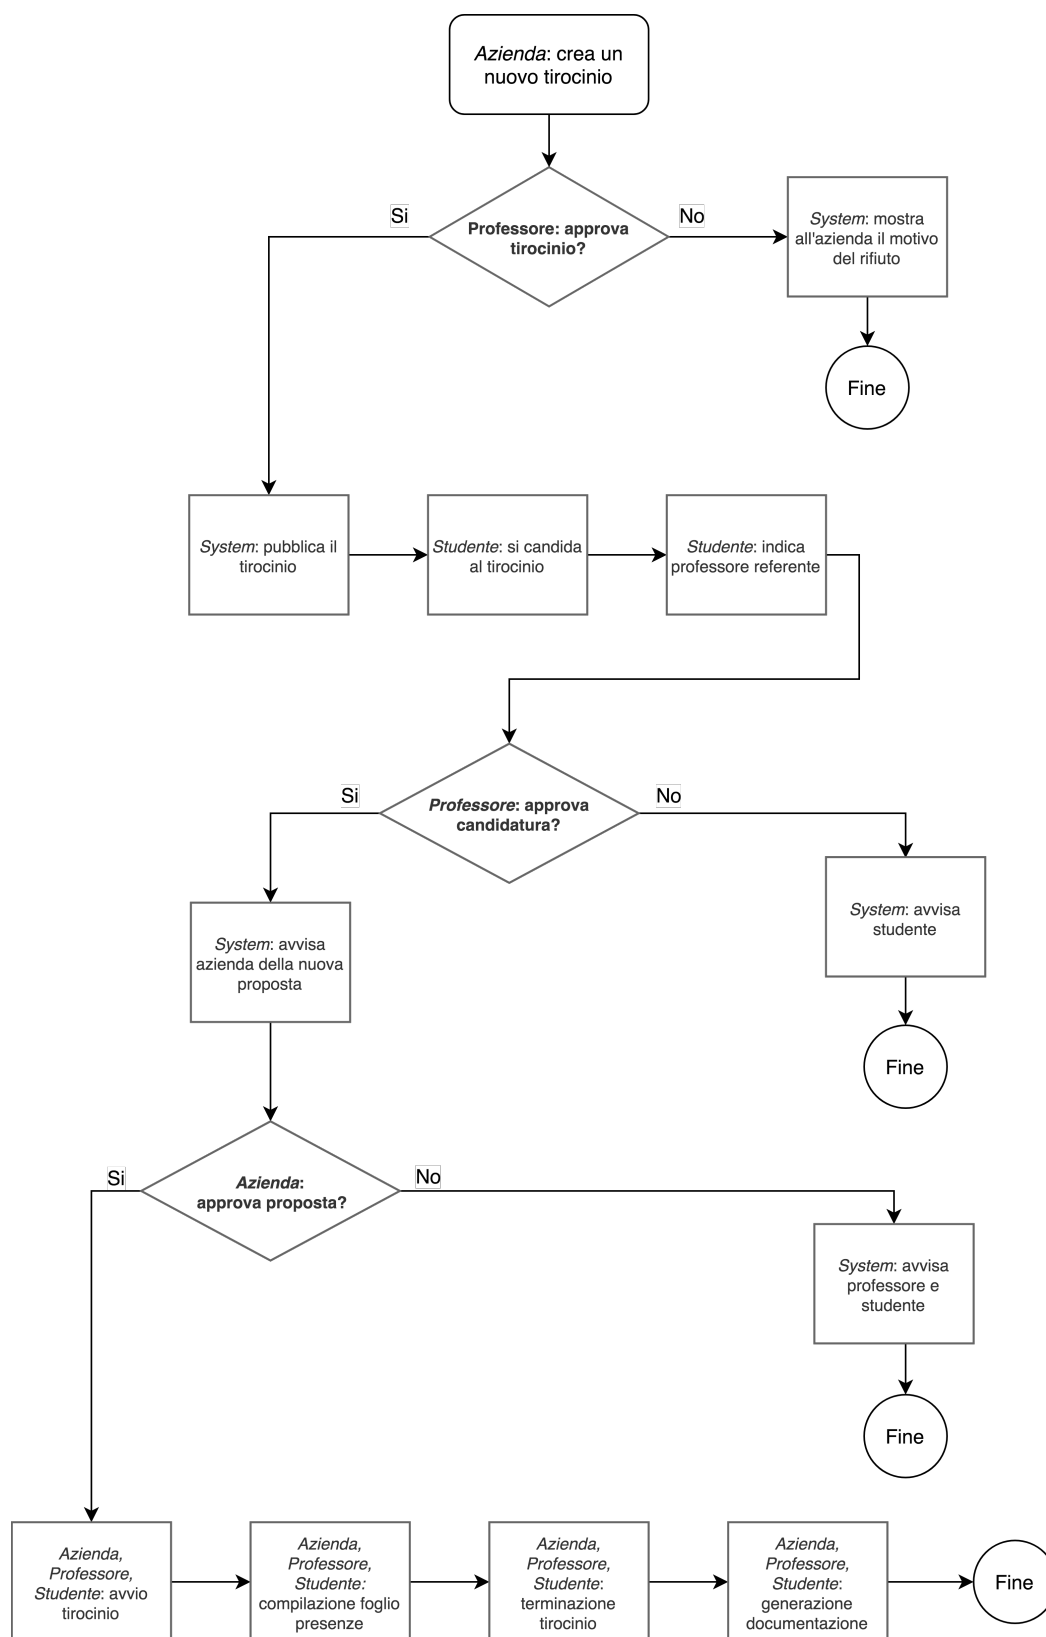 Azienda: crea un
nuovo tirocinio
Si
Professore: approva
tirocinio?
No
System: mostra
all'azienda il motivo
del rifiuto
Fine
System: pubblica il
tirocinio
Studente: si candida
al tirocinio
Studente: indica
professore referente
Si
Professore: approva
candidatura?
No
System: avvisa
azienda della nuova
proposta
System: avvisa
studente
Fine
Si
Azienda:
approva proposta?
No
System: avvisa
professore e
studente
Fine
Azienda,
Professore,
Studente: avvio
tirocinio
Azienda,
Professore,
Studente:
compilazione foglio
presenze
Azienda,
Professore,
Studente:
terminazione
tirocinio
Azienda,
Professore,
Studente:
generazione
documentazione
Fine